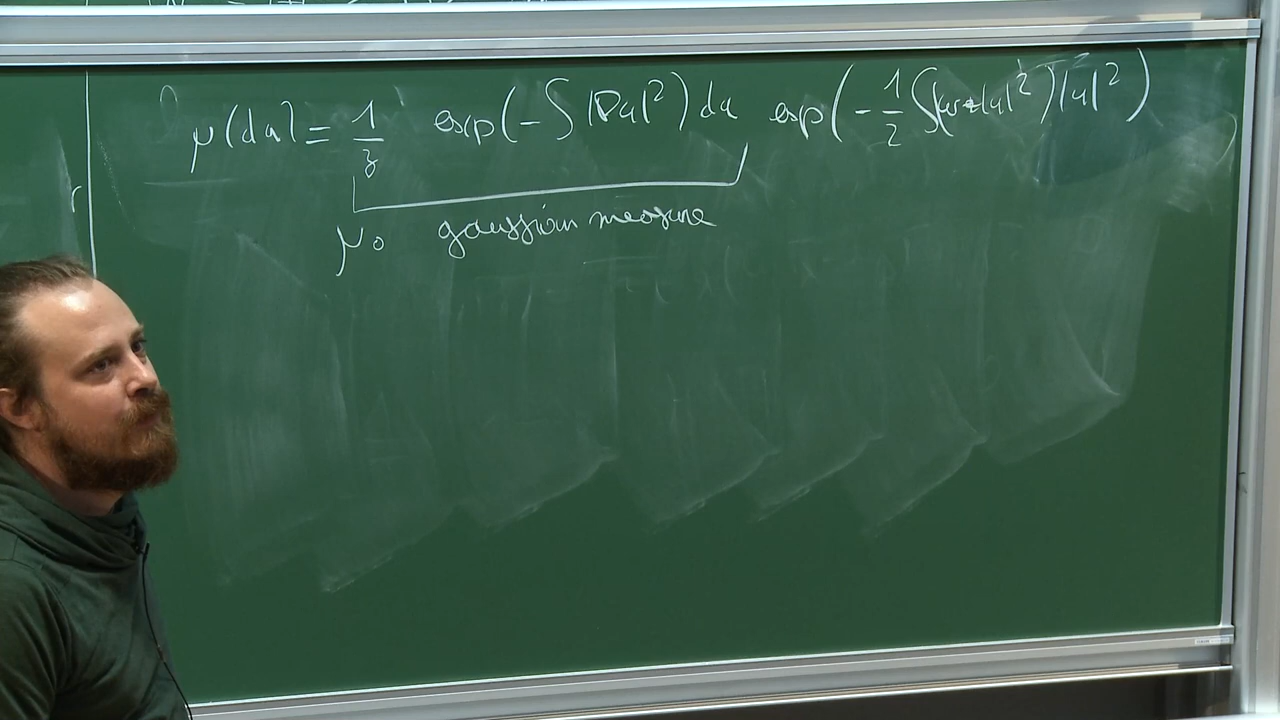 μ(du) = 1/z exp(-∫|∇u|²)du exp(-1/2 ∫(w*|u|²)|u|²)
μ₀ gaussian measure